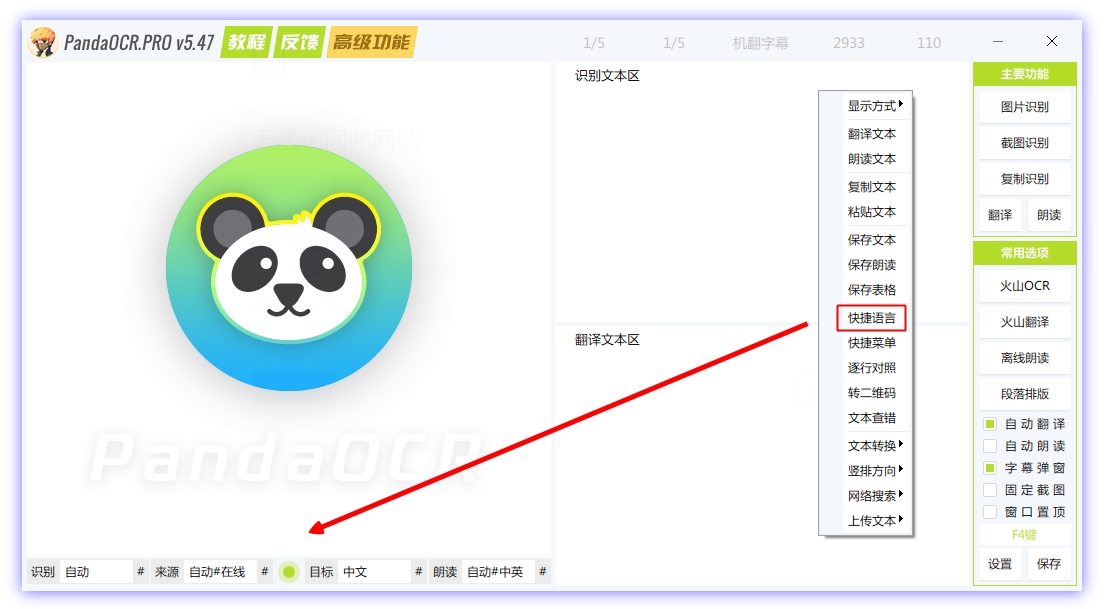 PandaOCR.PRO v5.47 教程 反馈 高级功能 1/5 1/5 机翻字幕 2933 110
识别文本区
翻译文本区
PandaOCR
识别 自动 # 来源 自动#在线 # 目标 中文 # 朗读 自动#中英 #
显示方式
翻译文本
朗读文本
复制文本
粘贴文本
保存文本
保存朗读
保存表格
快捷语言
快捷菜单
逐行对照
转二维码
文本查错
文本转换
竖排方向
网络搜索
上传文本
主要功能
图片识别
截图识别
复制识别
翻译 朗读
常用选项
火山OCR
火山翻译
离线朗读
段落排版
自动翻译
自动朗读
字幕弹窗
固定截图
窗口置顶
F4键
设置 保存